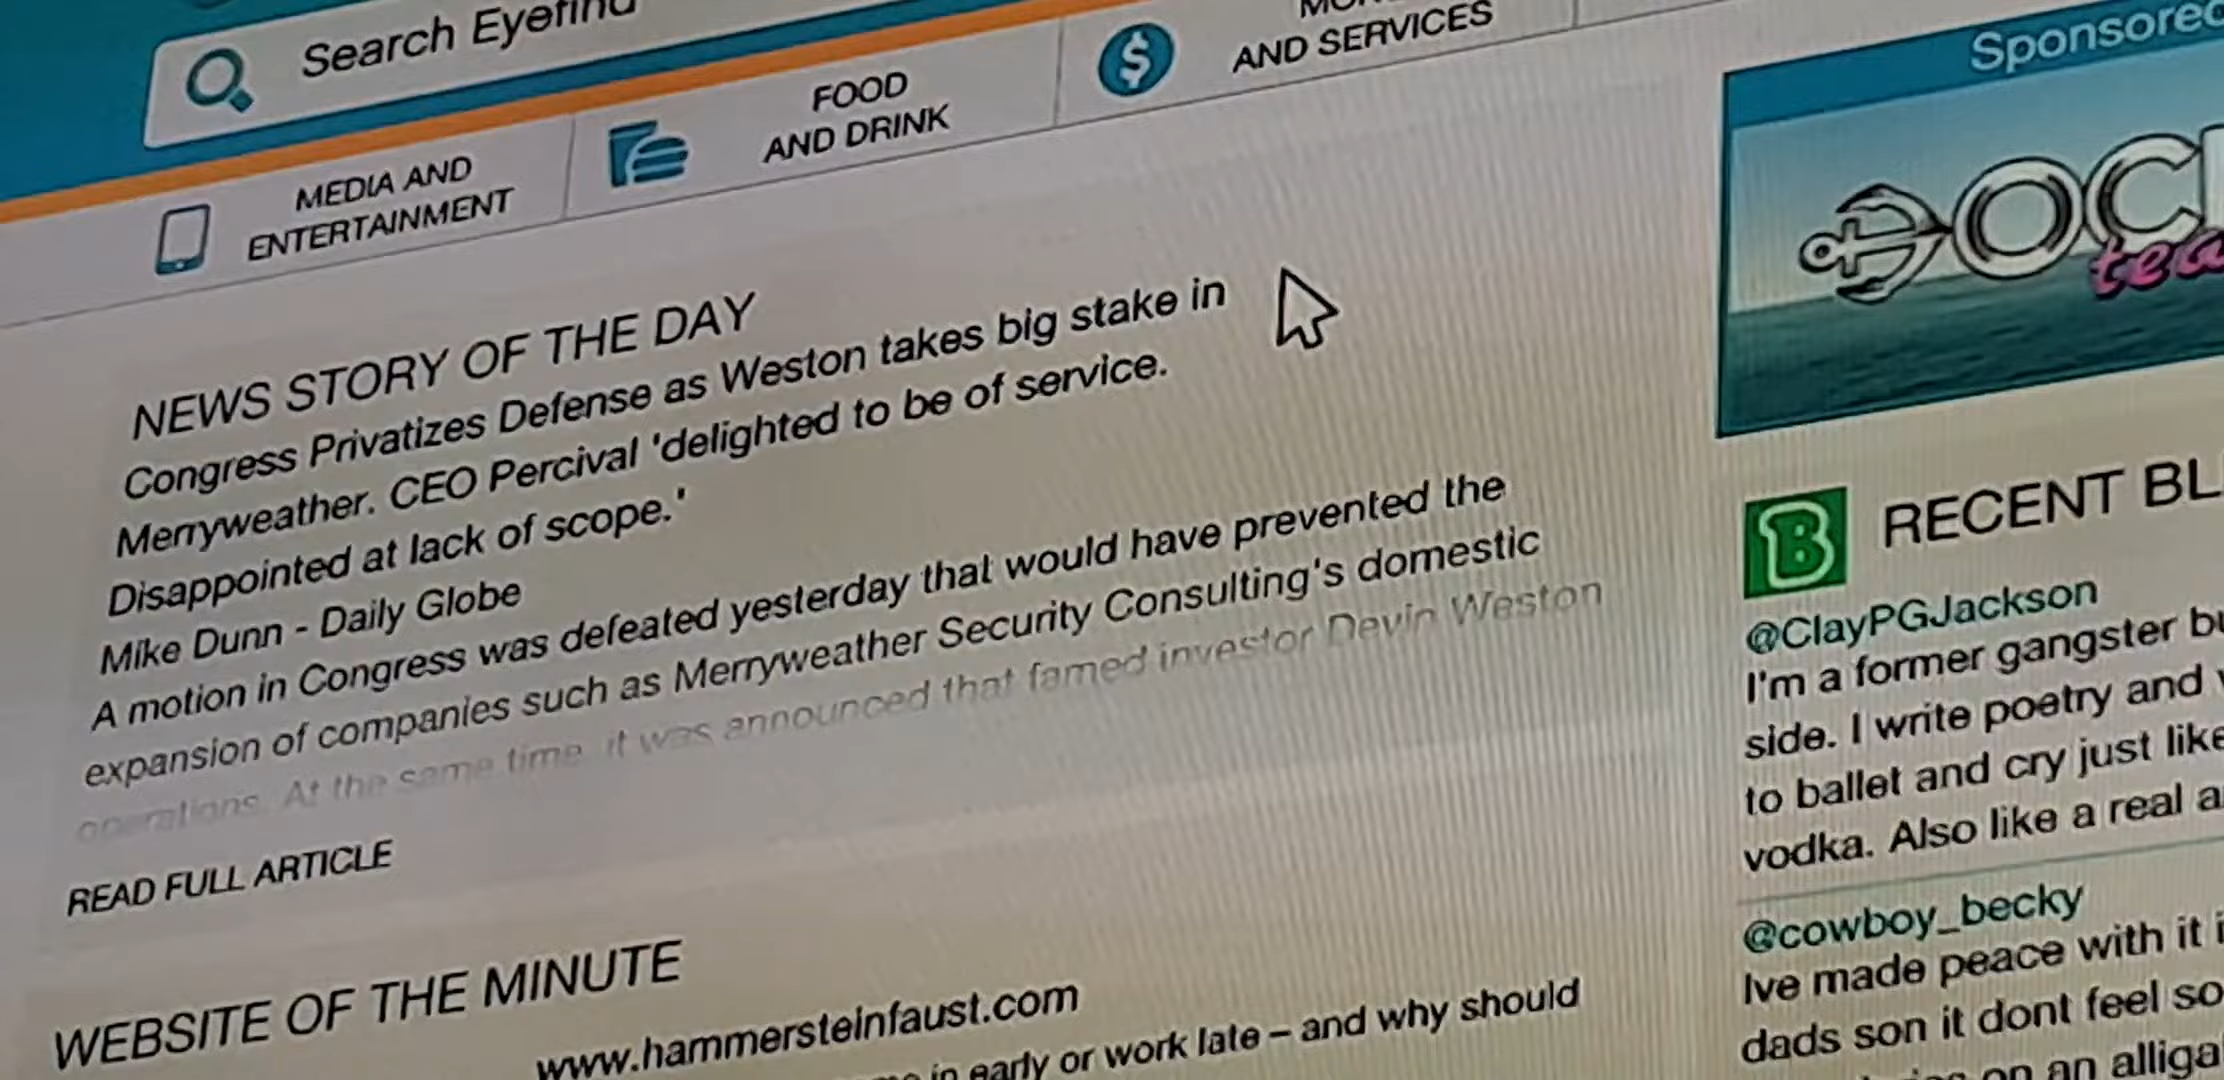 Search Eyefind
AND SERVICES
FOOD
AND DRINK
MEDIA AND
ENTERTAINMENT
Sponsored
NEWS STORY OF THE DAY
Congress Privatizes Defense as Weston takes big stake in
Merryweather. CEO Percival 'delighted to be of service.
Disappointed at lack of scope.'
Mike Dunn - Daily Globe
A motion in Congress was defeated yesterday that would have prevented the
expansion of companies such as Merryweather Security Consulting's domestic
operations. At the same time, it was announced that famed investor Devin Weston
READ FULL ARTICLE
WEBSITE OF THE MINUTE
www.hammersteinfaust.com
in early or work late – and why should
B
RECENT BL
@ClayPGJackson
I'm a former gangster bu
side. I write poetry and
to ballet and cry just like
vodka. Also like a real a
@cowboy_becky
Ive made peace with it i
dads son it dont feel so
on an alliga